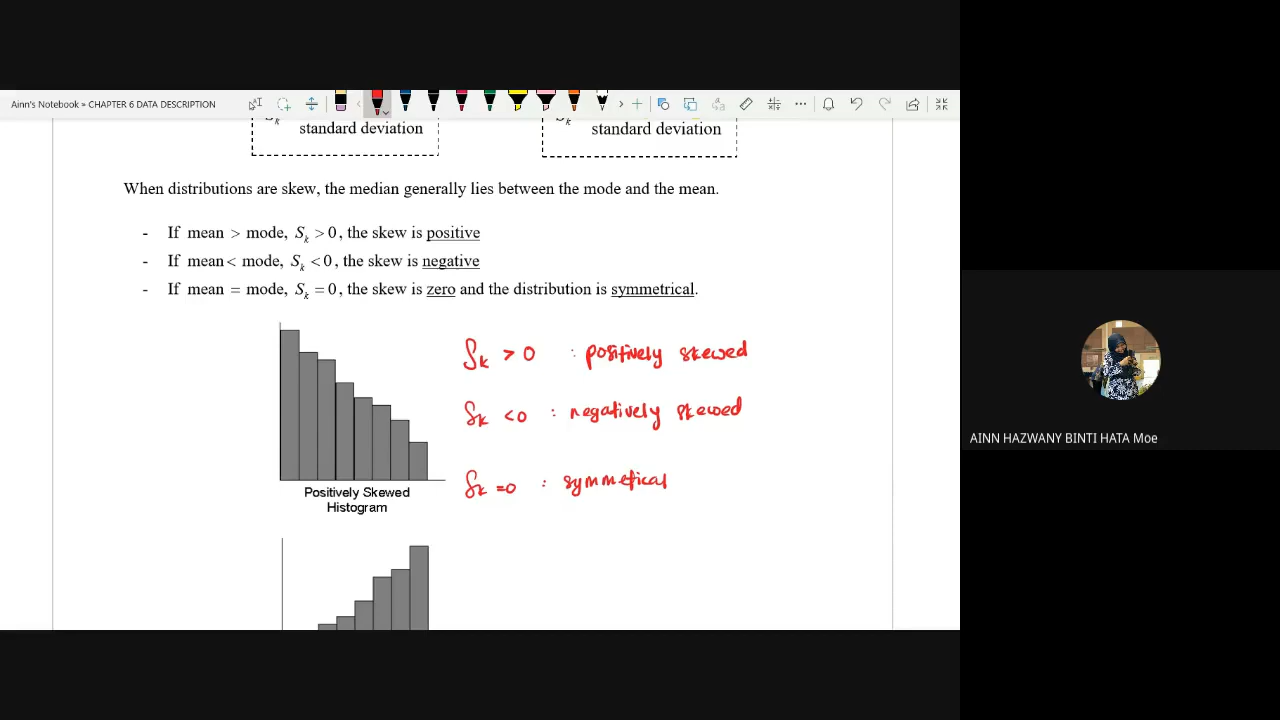 Ainn's Notebook > CHAPTER 6 DATA DESCRIPTION
standard deviation
standard deviation
When distributions are skew, the median generally lies between the mode and the mean.
- If mean > mode, Sk > 0, the skew is positive
- If mean < mode, Sk < 0, the skew is negative
- If mean = mode, Sk = 0, the skew is zero and the distribution is symmetrical.
Sk > 0 : positively skewed
Sk < 0 : negatively skewed
Sk = 0 : symmetical
Positively Skewed
Histogram
AINN HAZWANY BINTI HATA Moe